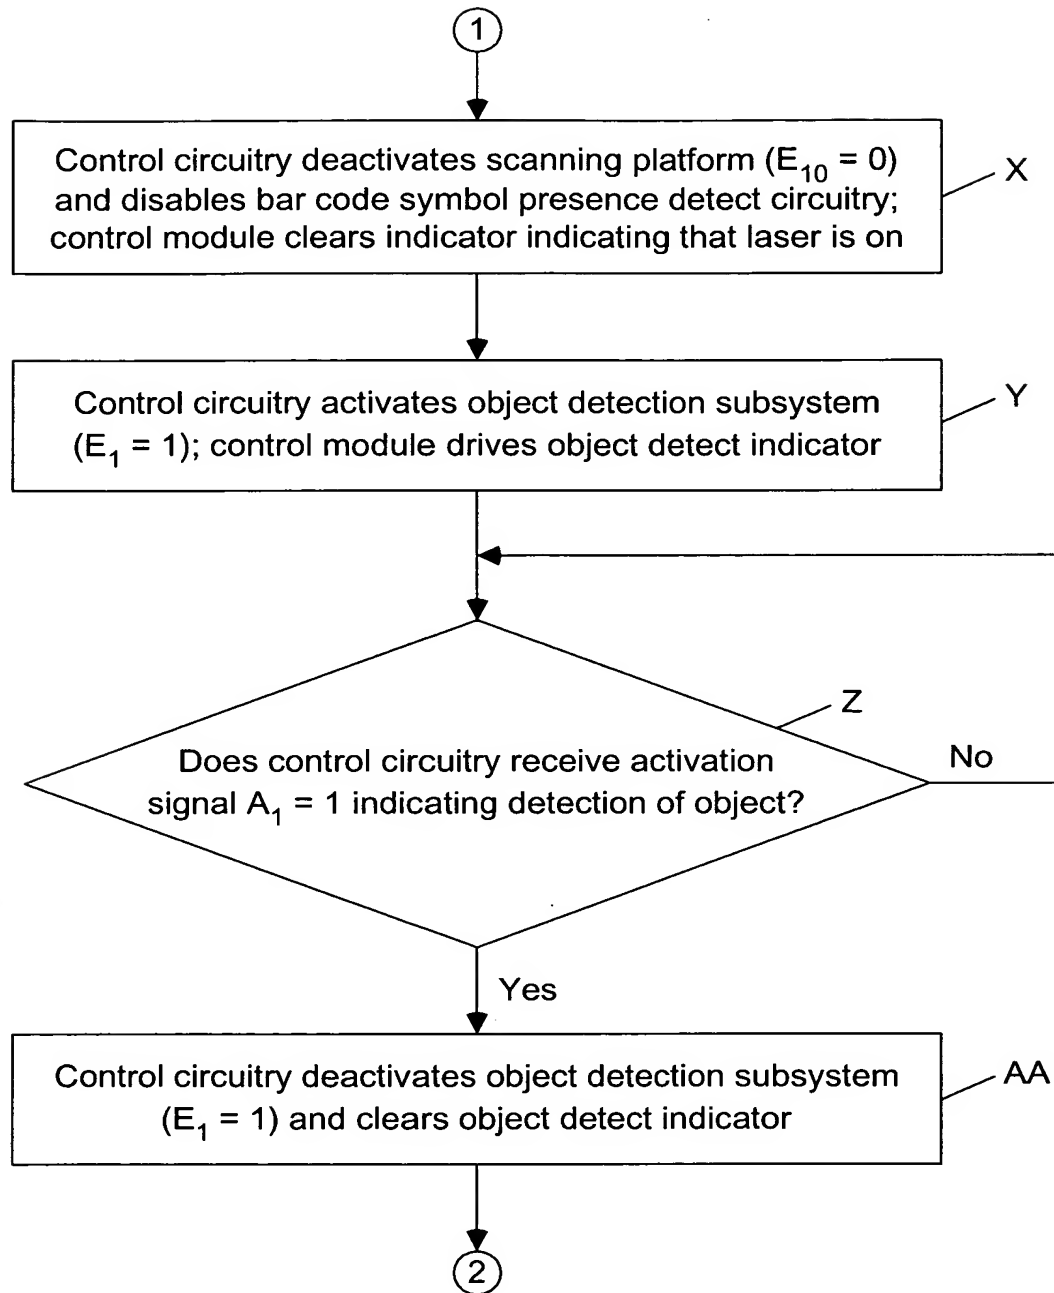 1
Control circuitry deactivates scanning platform (E₁₀ = 0)
and disables bar code symbol presence detect circuitry;
control module clears indicator indicating that laser is on
X
Control circuitry activates object detection subsystem
(E₁ = 1); control module drives object detect indicator
Y
Z
Does control circuitry receive activation
signal A₁ = 1 indicating detection of object?
No
Yes
Control circuitry deactivates object detection subsystem
(E₁ = 1) and clears object detect indicator
AA
2